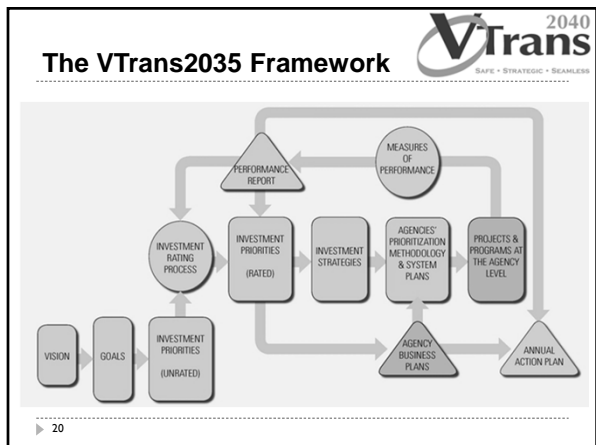 The VTrans2035 Framework
VTrans
2040
SAFE • STRATEGIC • SEAMLESS
PERFORMANCE
REPORT
MEASURES
OF
PERFORMANCE
INVESTMENT
RATING
PROCESS
INVESTMENT
PRIORITIES
(RATED)
INVESTMENT
STRATEGIES
AGENCIES'
PRIORITIZATION
METHODOLOGY
& SYSTEM
PLANS
PROJECTS &
PROGRAMS AT
THE AGENCY
LEVEL
VISION
GOALS
INVESTMENT
PRIORITIES
(UNRATED)
AGENCY
BUSINESS
PLANS
ANNUAL
ACTION PLAN
20